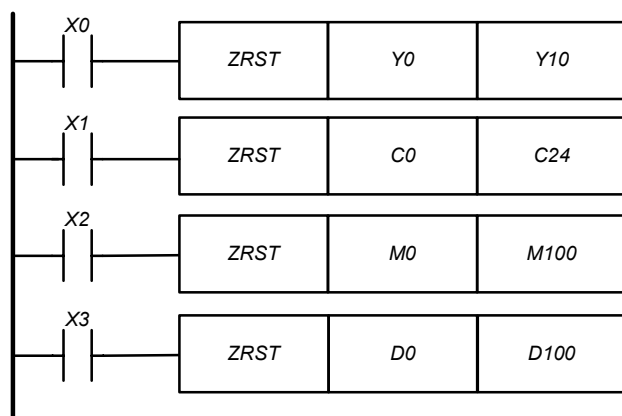 X0
ZRST Y0 Y10
X1
ZRST C0 C24
X2
ZRST M0 M100
X3
ZRST D0 D100